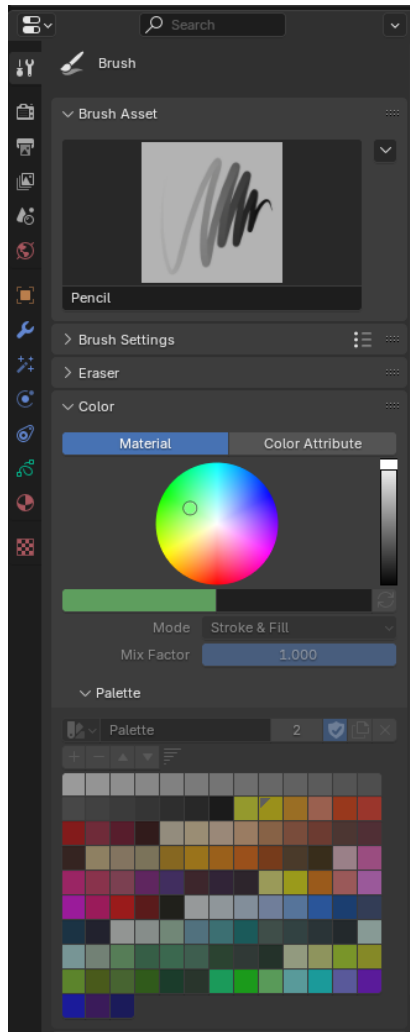 Search
Brush
Brush Asset
Pencil
Brush Settings
Eraser
Color
Material Color Attribute
Mode Stroke & Fill
Mix Factor 1.000
Palette
Palette 2